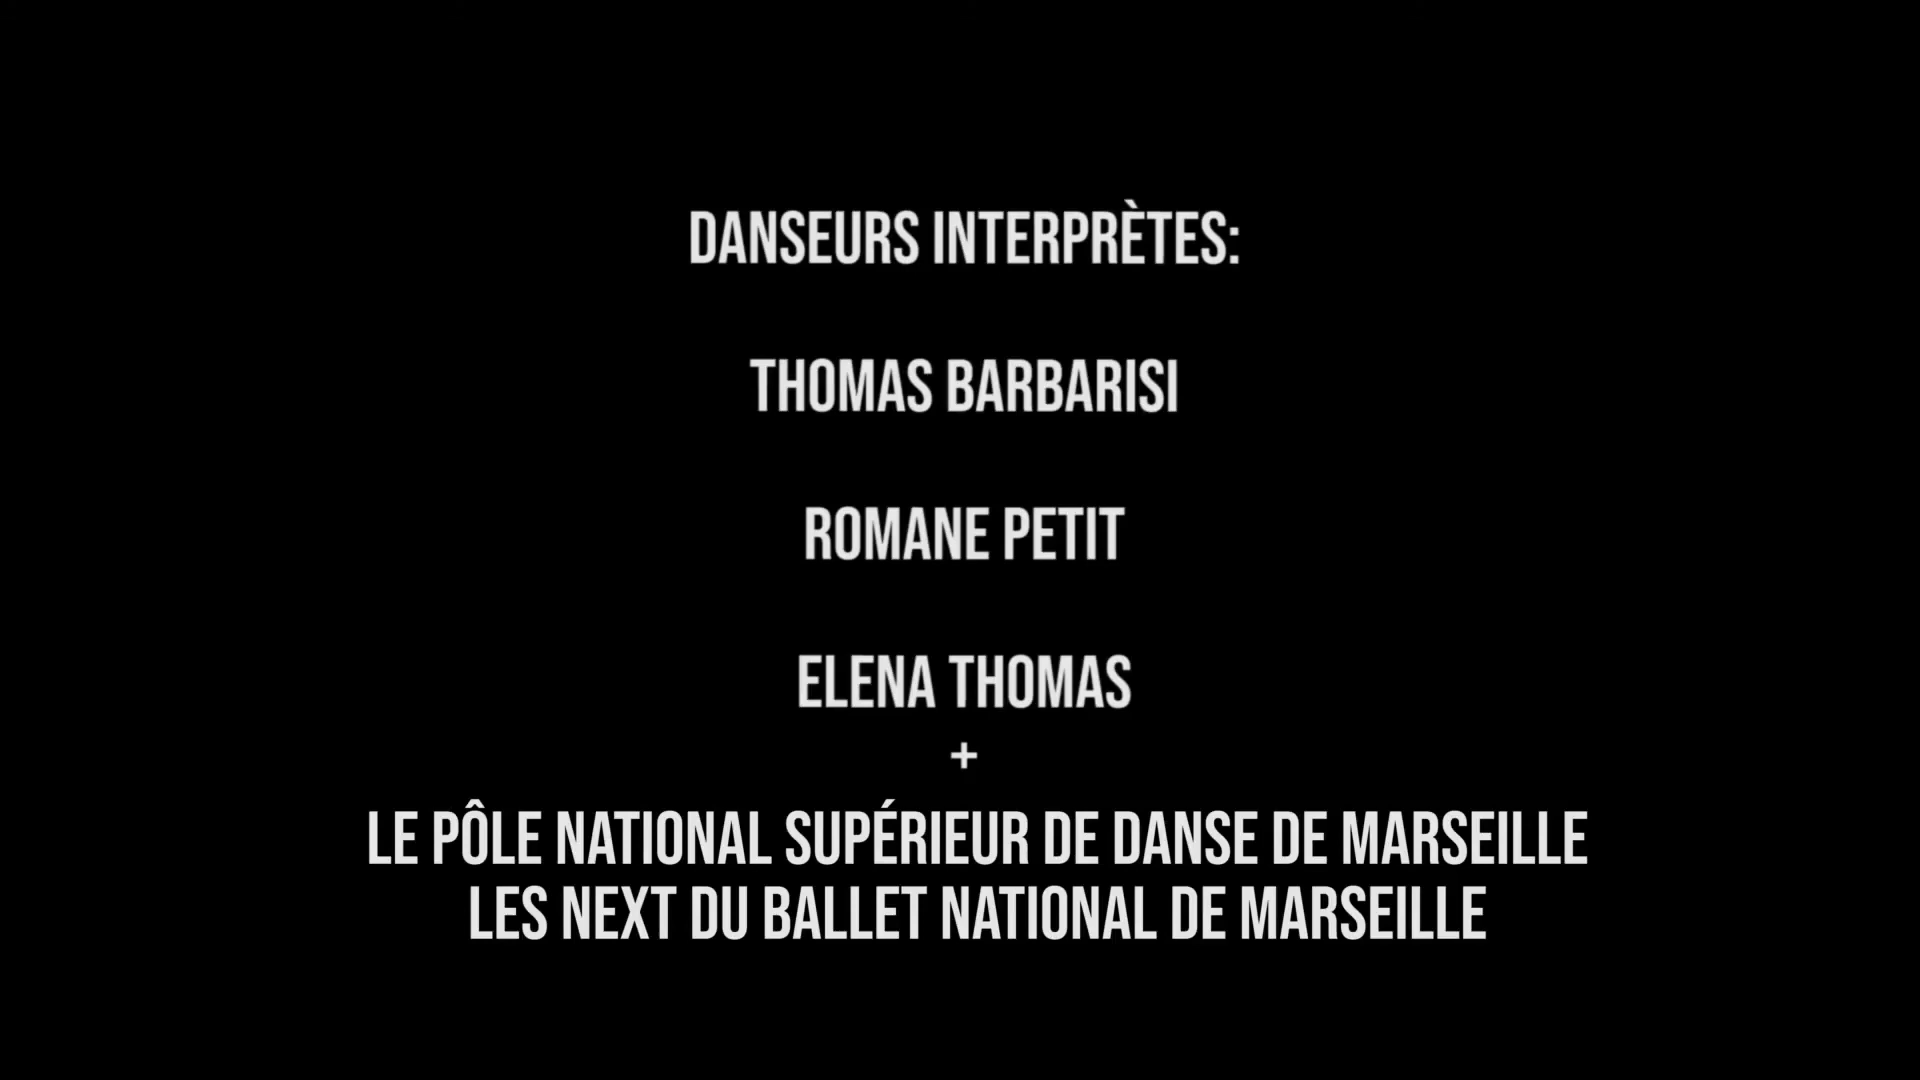 DANSEURS INTERPRÈTES:
THOMAS BARBARISI
ROMANE PETIT
ELENA THOMAS
+
LE PÔLE NATIONAL SUPÉRIEUR DE DANSE DE MARSEILLE
LES NEXT DU BALLET NATIONAL DE MARSEILLE